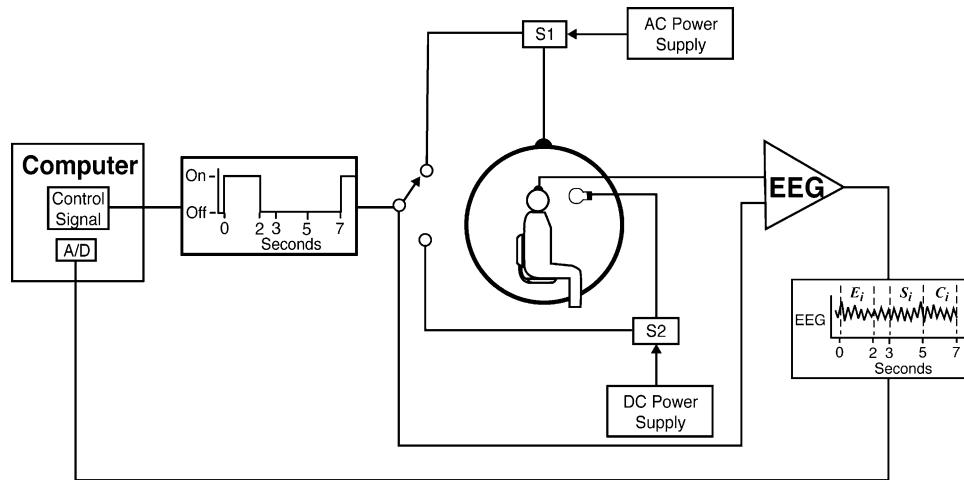 AC Power
Supply
S1
Computer
Control
Signal
A/D
On
Off
0 2 3 5 7
Seconds
EEG
S2
DC Power
Supply
E_i S_i C_i
EEG
0 2 3 5 7
Seconds